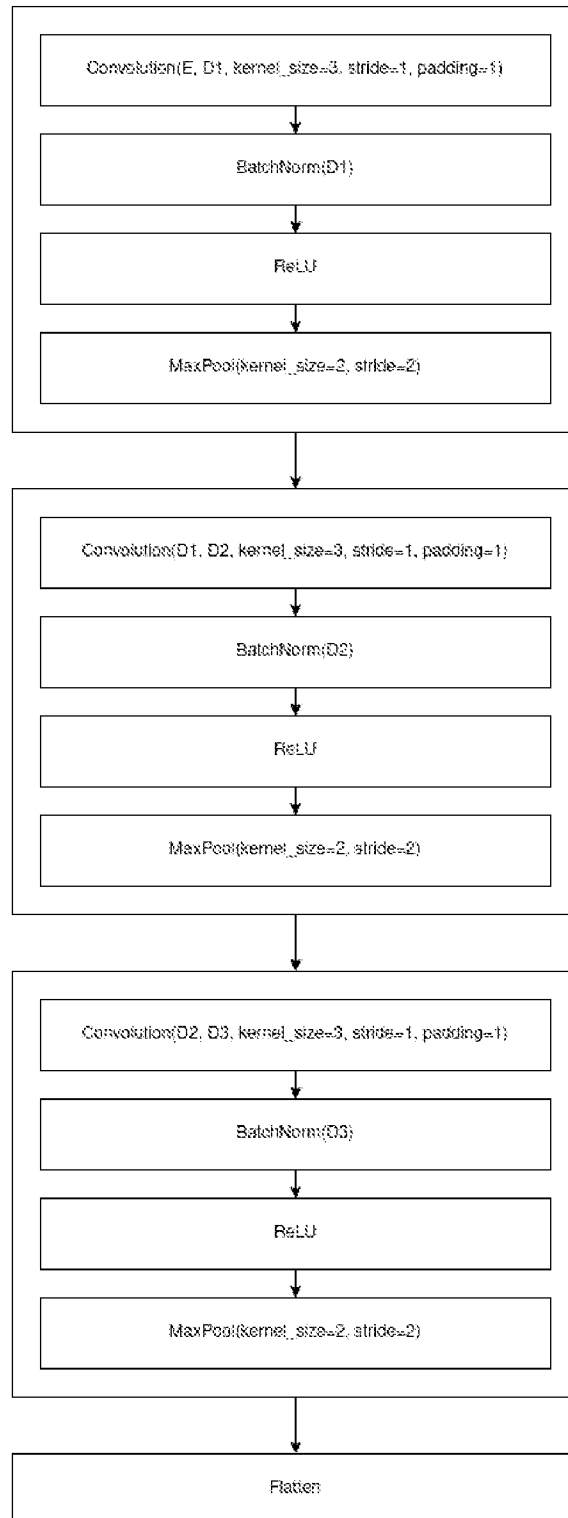 Convolution(E, D1, kernel_size=3, stride=1, padding=1)
BatchNorm(D1)
ReLU
MaxPool(kernel_size=2, stride=2)
Convolution(D1, D2, kernel_size=3, stride=1, padding=1)
BatchNorm(D2)
ReLU
MaxPool(kernel_size=2, stride=2)
Convolution(D2, D3, kernel_size=3, stride=1, padding=1)
BatchNorm(D3)
ReLU
MaxPool(kernel_size=2, stride=2)
Flatten